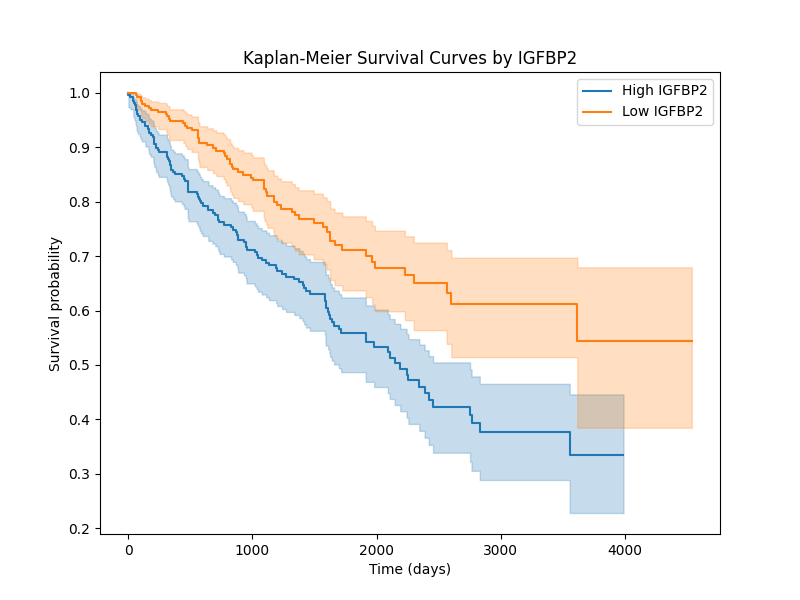 Kaplan-Meier Survival Curves by IGFBP2
High IGFBP2
Low IGFBP2
Survival probability
1.0
0.9
0.8
0.7
0.6
0.5
0.4
0.3
0.2
0 1000 2000 3000 4000
Time (days)